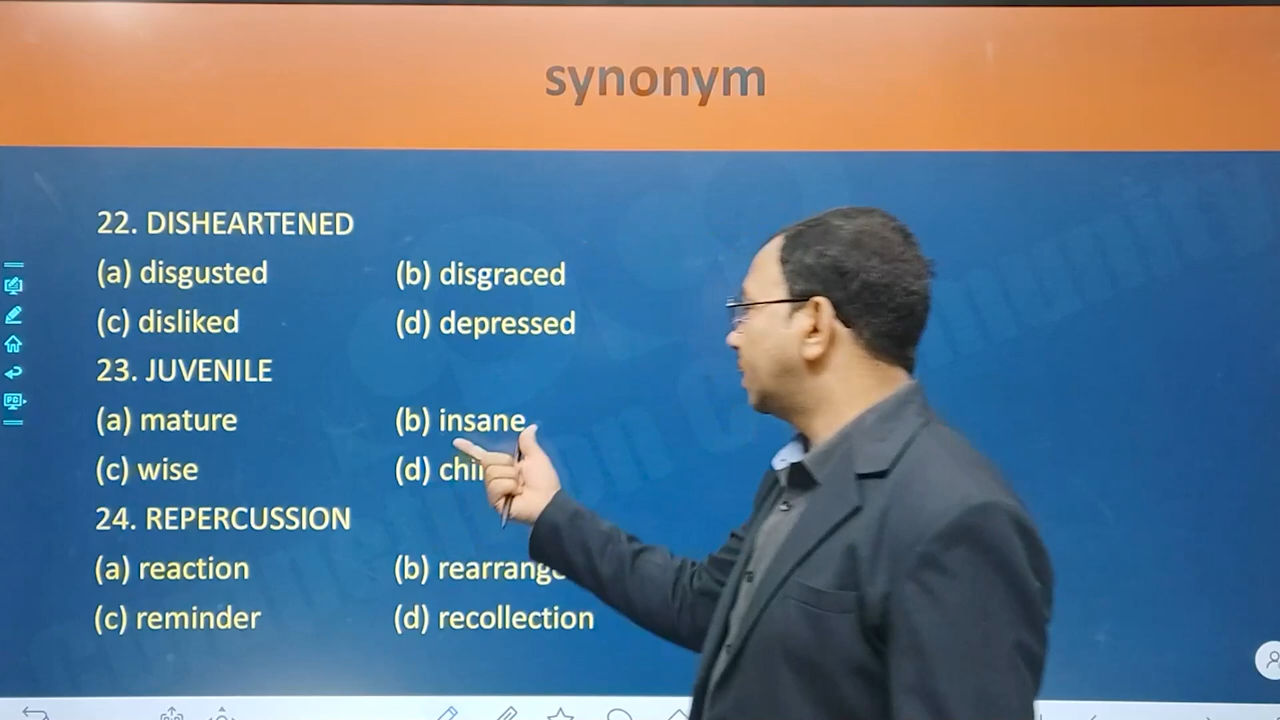 synonym
22. DISHEARTENED
(a) disgusted (b) disgraced
(c) disliked (d) depressed
23. JUVENILE
(a) mature (b) insane
(c) wise (d)
24. REPERCUSSION
(a) reaction (b)
(c) reminder (d) recollection